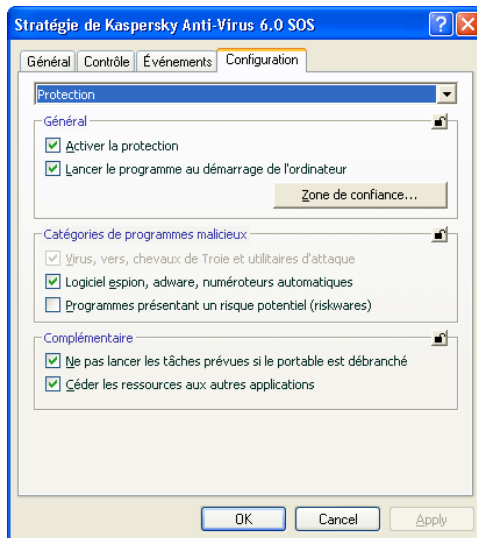 Stratégie de Kaspersky Anti-Virus 6.0 SOS
Général Contrôle Événements Configuration
Protection
Général
Activer la protection
Lancer le programme au démarrage de l'ordinateur
Zone de confiance...
Catégories de programmes malicieux
Virus, vers, chevaux de Troie et utilitaires d'attaque
Logiciel espion, adware, numéroteurs automatiques
Programmes présentant un risque potentiel (riskwares)
Complémentaire
Ne pas lancer les tâches prévues si le portable est débranché
Céder les ressources aux autres applications
OK Cancel Apply